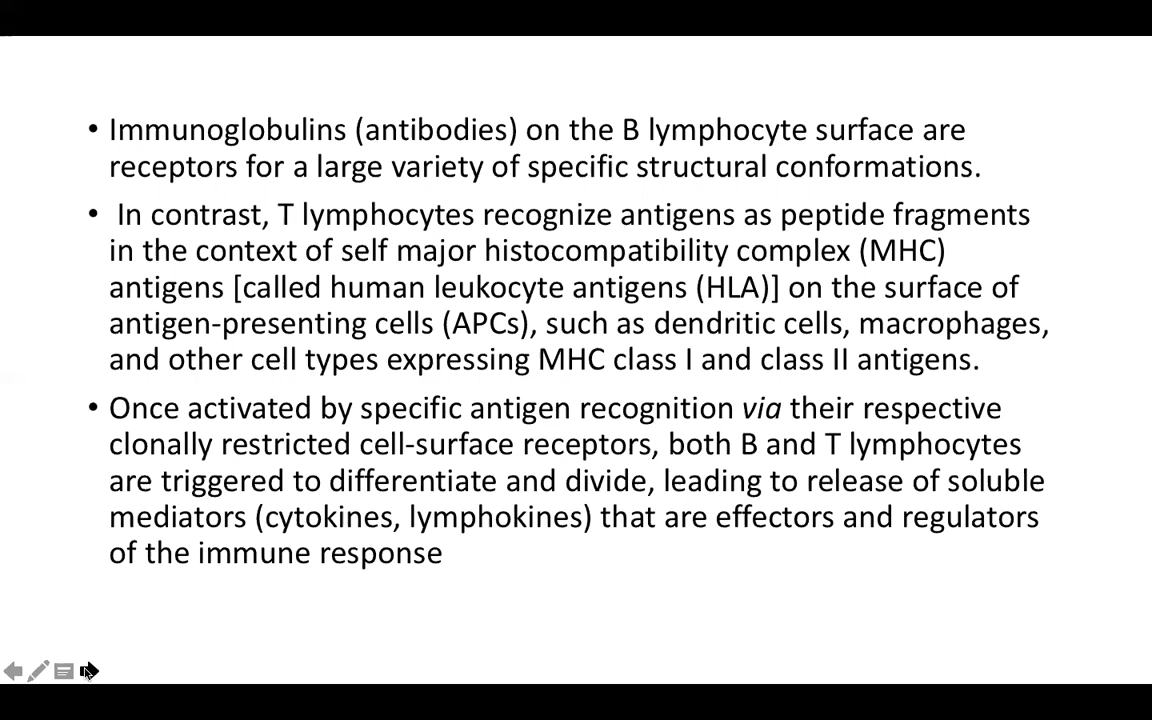 • Immunoglobulins (antibodies) on the B lymphocyte surface are
receptors for a large variety of specific structural conformations.
• In contrast, T lymphocytes recognize antigens as peptide fragments
in the context of self major histocompatibility complex (MHC)
antigens [called human leukocyte antigens (HLA)] on the surface of
antigen-presenting cells (APCs), such as dendritic cells, macrophages,
and other cell types expressing MHC class I and class II antigens.
• Once activated by specific antigen recognition via their respective
clonally restricted cell-surface receptors, both B and T lymphocytes
are triggered to differentiate and divide, leading to release of soluble
mediators (cytokines, lymphokines) that are effectors and regulators
of the immune response